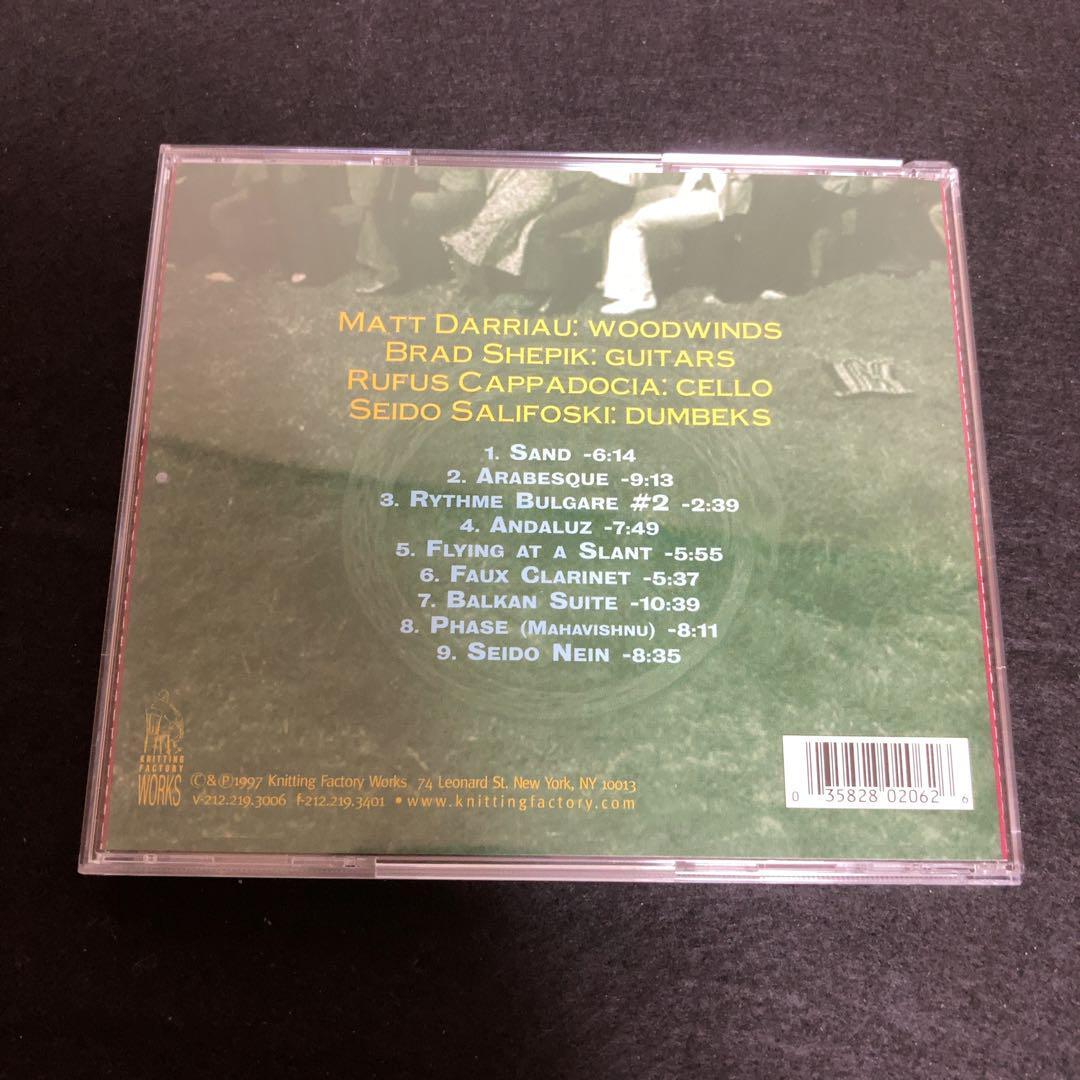 MATT DARRIAU: WOODWINDS
BRAD SHEPIK: GUITARS
RUFUS CAPPADOCIA: CELLO
SEIDO SALIFOSKI: DUMBEKS
1. SAND -6:14
2. ARABESQUE -9:13
3. RYTHME BULGARE #2 -2:39
4. ANDALUZ -7:49
5. FLYING AT A SLANT -5:55
6. FAUX CLARINET -5:37
7. BALKAN SUITE -10:39
8. PHASE (MAHAVISHNU) -8:11
9. SEIDO NEIN -8:35
KNITTING
FACTORY
WORKS
©&℗1997 Knitting Factory Works 74 Leonard St. New York, NY 10013
v-212.219.3006 f-212.219.3401 • www.knittingfactory.com
0 35828 02062 6